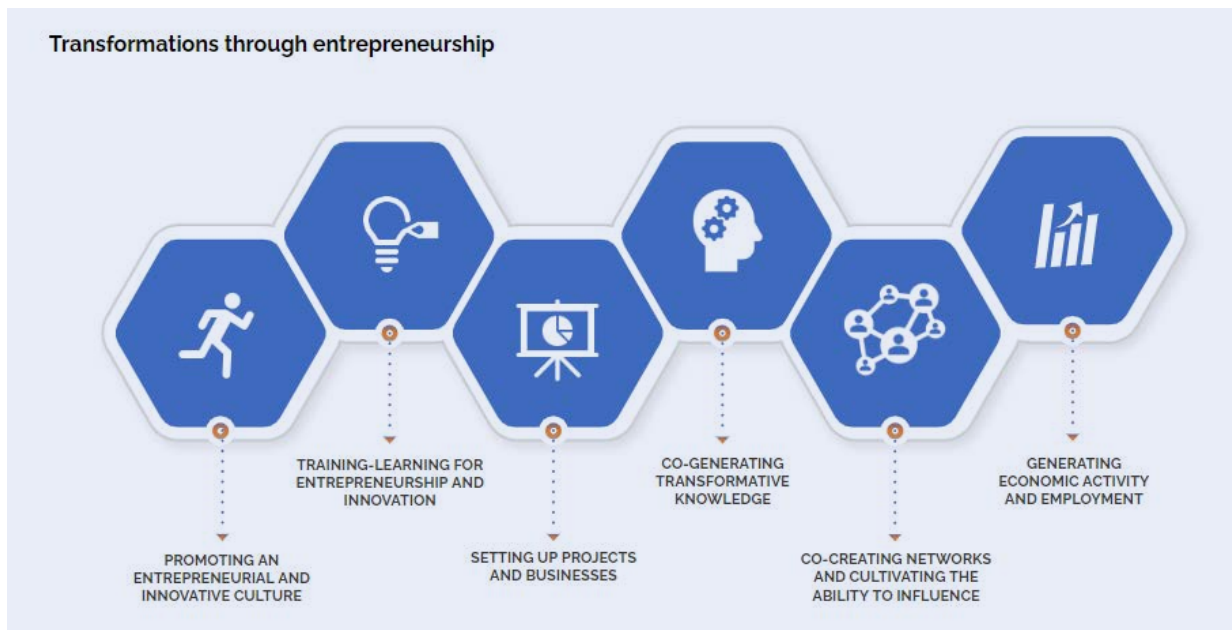 Transformations through entrepreneurship
PROMOTING AN
ENTREPRENEURIAL AND
INNOVATIVE CULTURE
TRAINING-LEARNING FOR
ENTREPRENEURSHIP AND
INNOVATION
SETTING UP PROJECTS
AND BUSINESSES
CO-GENERATING
TRANSFORMATIVE
KNOWLEDGE
CO-CREATING NETWORKS
AND CULTIVATING THE
ABILITY TO INFLUENCE
GENERATING
ECONOMIC ACTIVITY
AND EMPLOYMENT